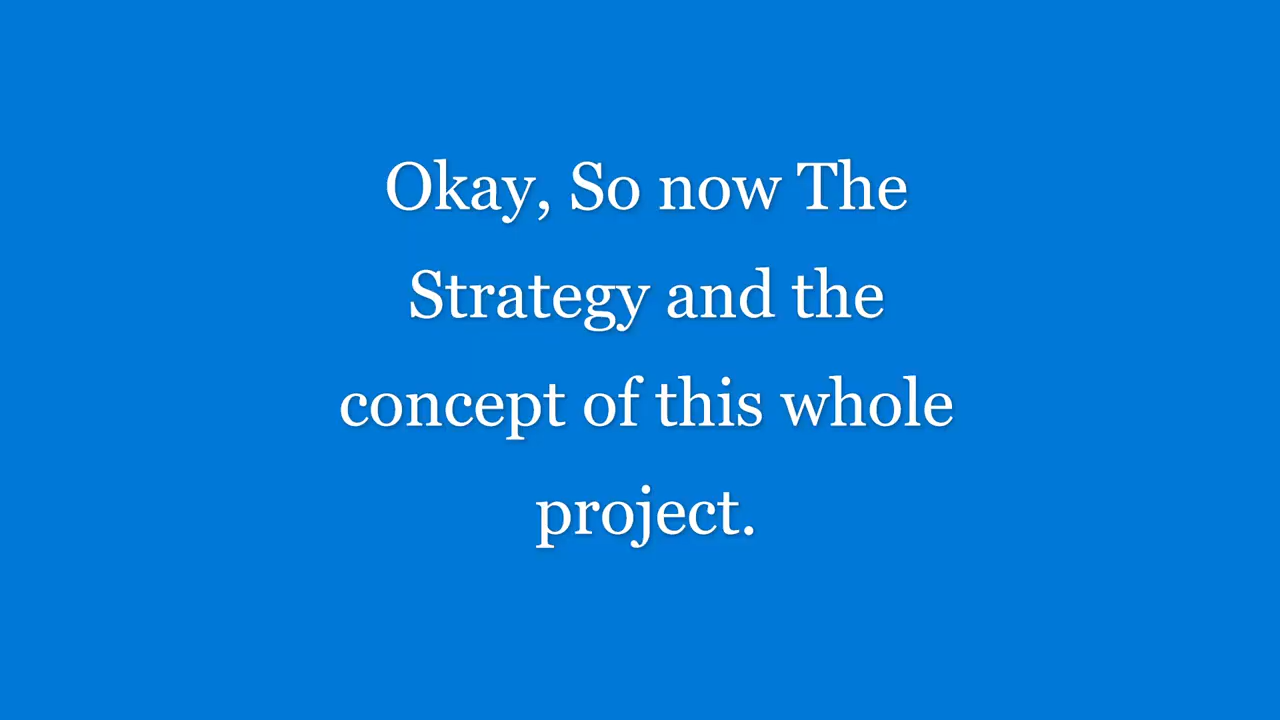 Okay, So now The
Strategy and the
concept of this whole
project.